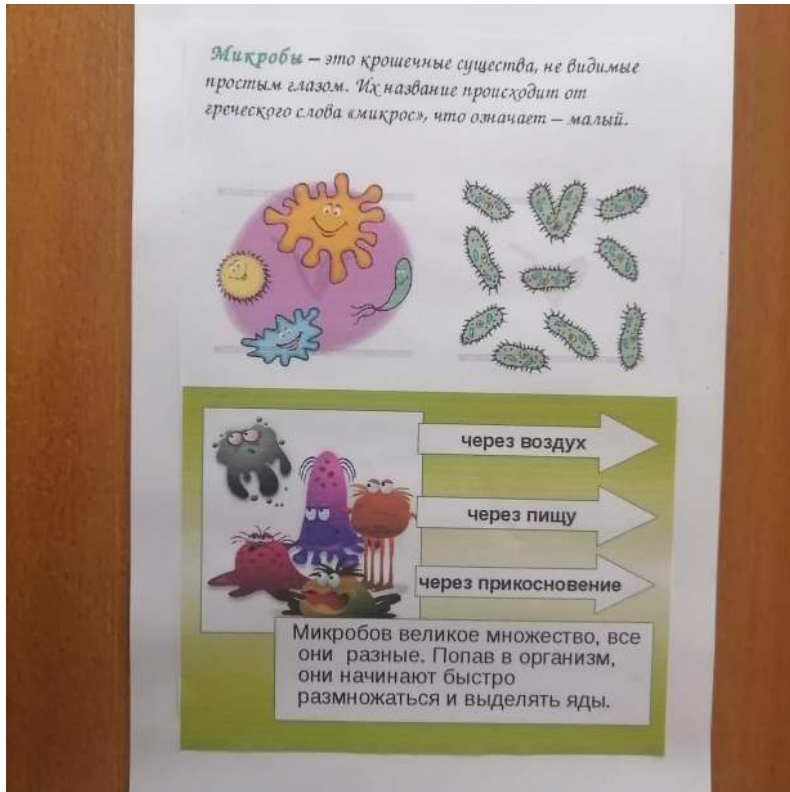 Микробы – это крошечные существа, не видимые
простым глазом. Их название происходит от
греческого слова «микрос», что означает – малый.
через воздух
через пищу
через прикосновение
Микробов великое множество, все
они разные. Попав в организм,
они начинают быстро
размножаться и выделять яды.